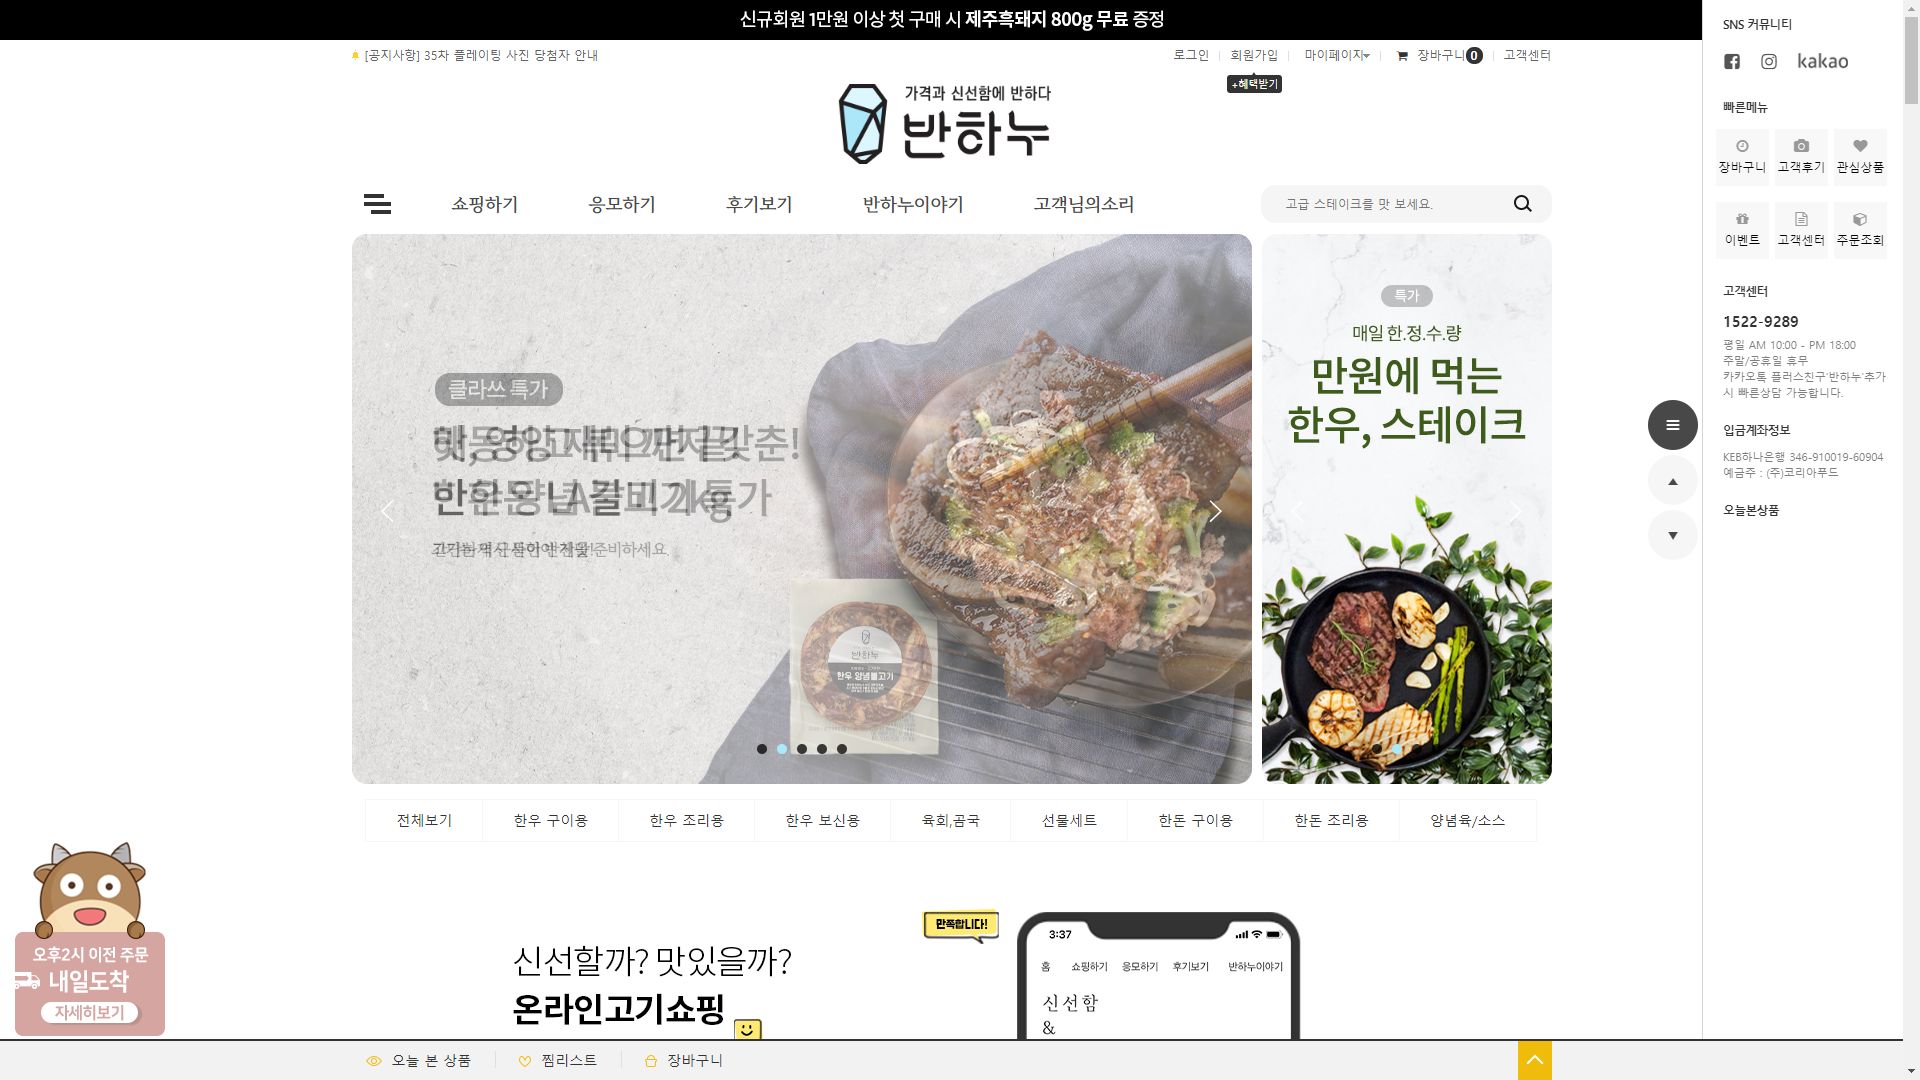 신규회원 1만원 이상 첫 구매 시 제주흑돼지 800g 무료 증정
[공지사항] 35차 플레이팅 사진 당첨자 안내
로그인 회원가입 마이페이지 장바구니 0 고객센터
+혜택받기
가격과 신선함에 반하다
반하누
쇼핑하기 응모하기 후기보기 반하누이야기 고객님의소리
고급 스테이크를 맛 보세요.
클라쓰 특가
특가
매일 한.정.수.량
만원에 먹는
한우, 스테이크
반하누
한우 양념불고기
전체보기 한우 구이용 한우 조리용 한우 보신용 육회,곰국 선물세트 한돈 구이용 한돈 조리용 양념육/소스
오후2시 이전 주문
내일도착
자세히보기
신선할까? 맛있을까?
온라인고기쇼핑
만족합니다!
3:37
홈 쇼핑하기 응모하기 후기보기 반하누이야기
신선함
&
오늘 본 상품 찜리스트 장바구니
SNS 커뮤니티
kakao
빠른메뉴
장바구니 고객후기 관심상품
이벤트 고객센터 주문조회
고객센터
1522-9289
평일 AM 10:00 - PM 18:00
주말/공휴일 휴무
카카오톡 플러스친구'반하누'추가
시 빠른상담 가능합니다.
입금계좌정보
KEB하나은행 346-910019-60904
예금주 : (주)코리아푸드
오늘본상품